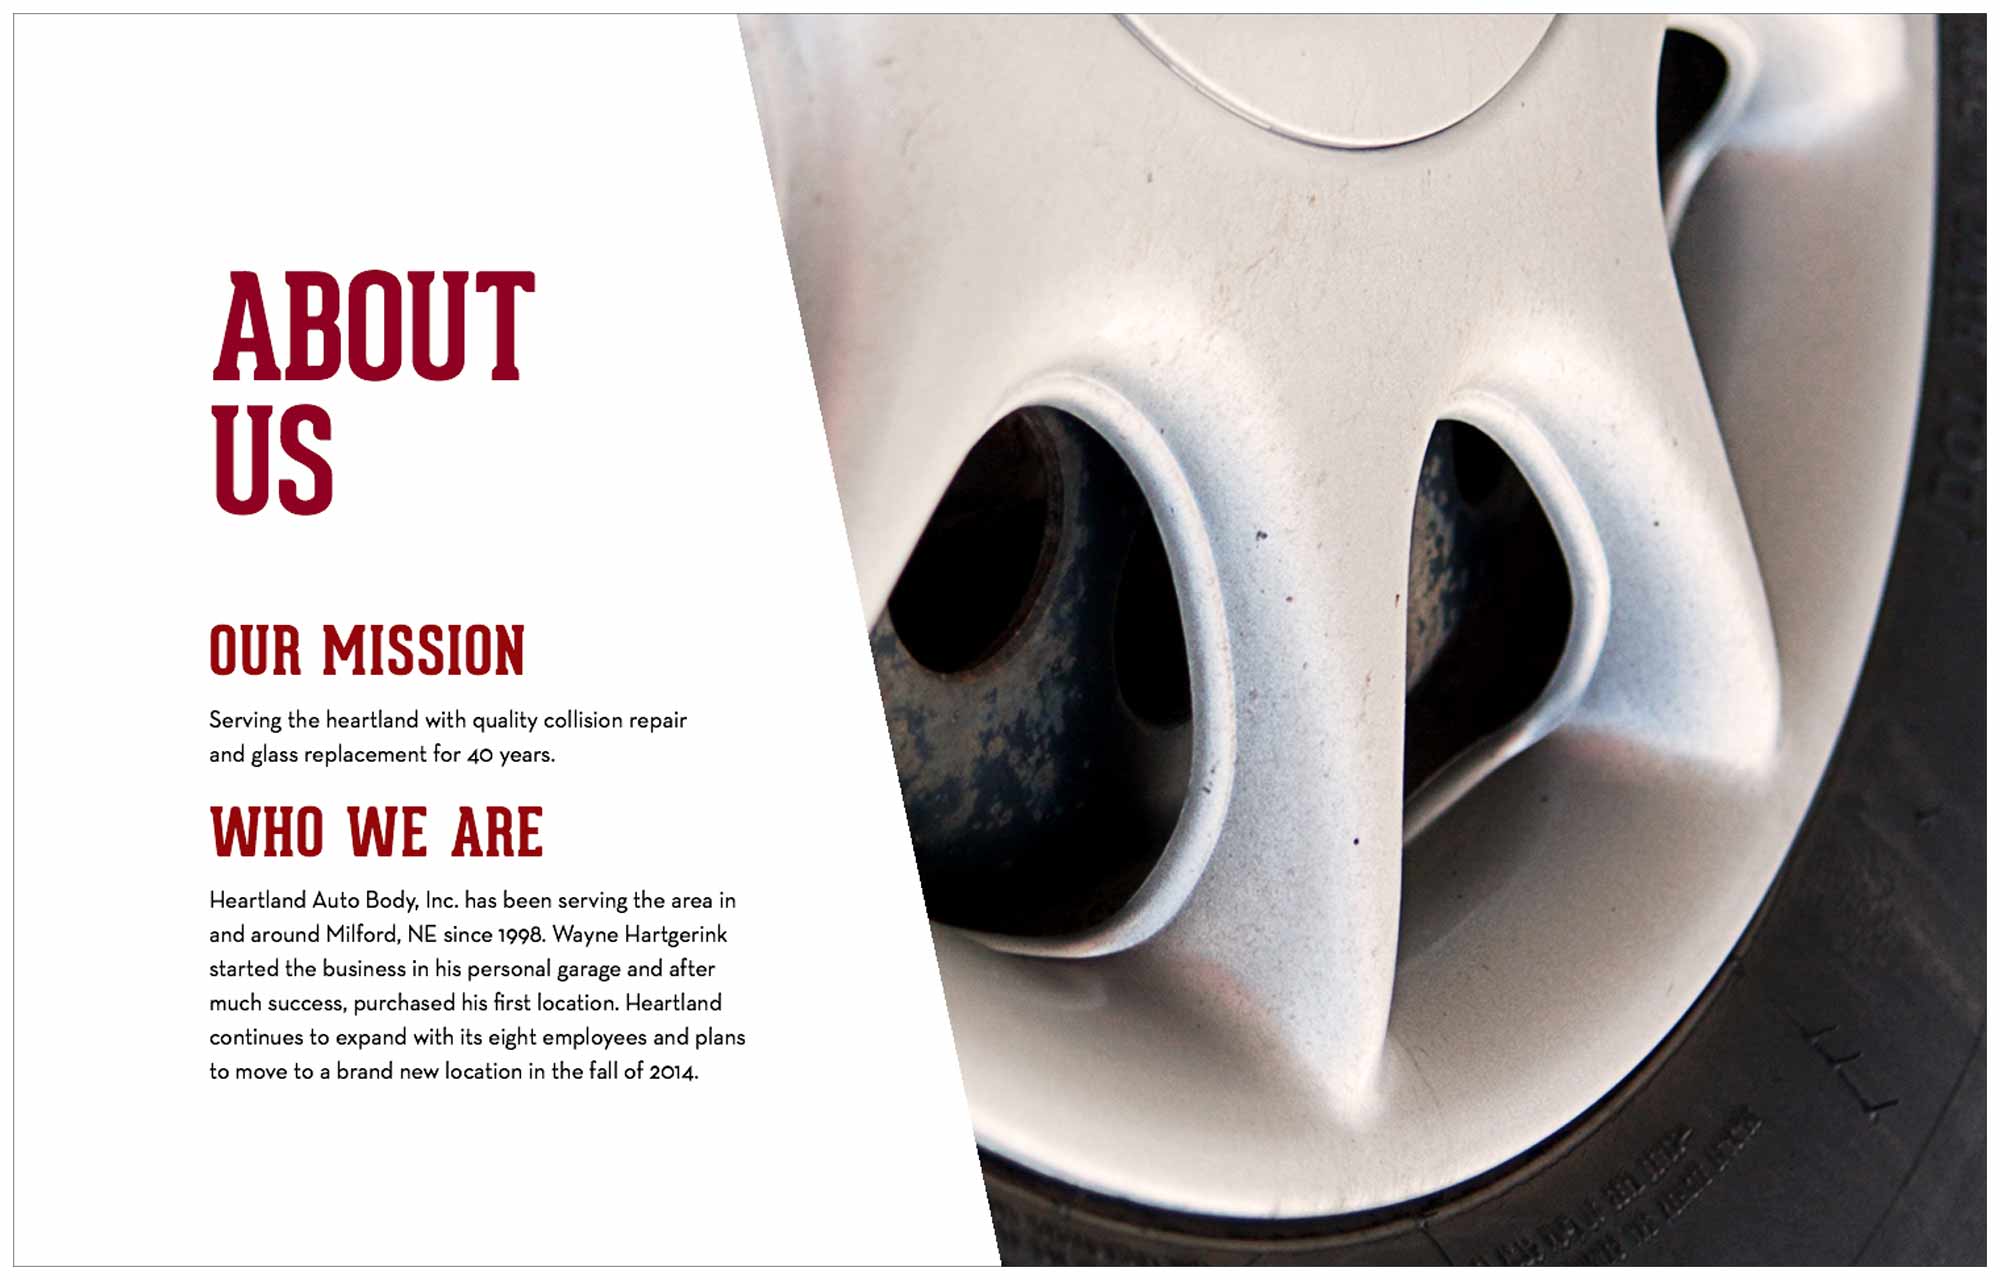 ABOUT
US
OUR MISSION
Serving the heartland with quality collision repair
and glass replacement for 40 years.
WHO WE ARE
Heartland Auto Body, Inc. has been serving the area in
and around Milford, NE since 1998. Wayne Hartgerink
started the business in his personal garage and after
much success, purchased his first location. Heartland
continues to expand with its eight employees and plans
to move to a brand new location in the fall of 2014.